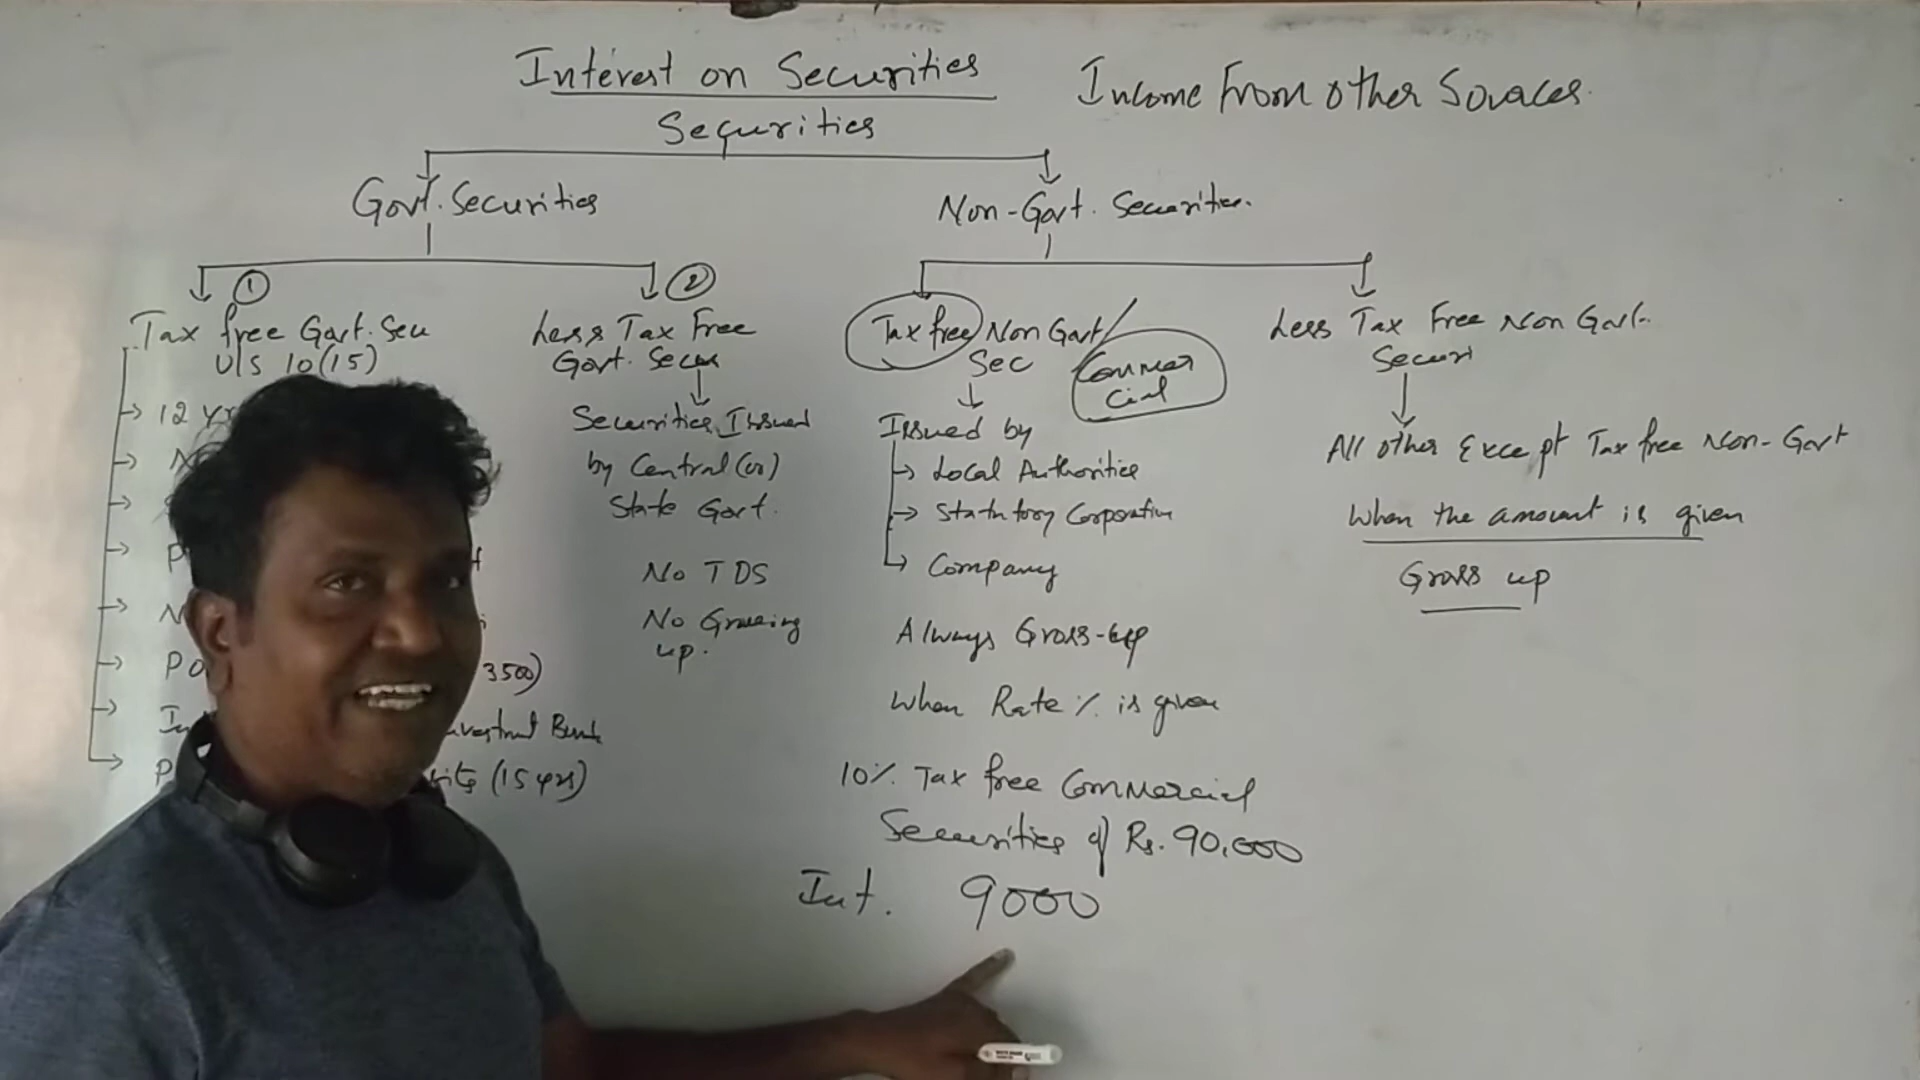 Interest on Securities
Income From Other Sources.
Securities
Govt. Securities
Non-Govt. Securities.
① ②
Tax free Govt. Secu
U/S 10(15)
Less Tax Free
Govt. Secus
Tax free Non Govt
Sec
Commer
cial
Less Tax Free Non Govt.
Securi
→ 12 yr
Securities Issued
by Central (or)
State Govt.
No TDS
No Grossing
up.
3500)
Investment Bank
(15 yrs)
Issued by
→ Local Authorities
→ Statutory Corporation
→ Company
Always Gross-up
When Rate % is given
10% Tax free Commercial
Securities of Rs. 90,000
Int. 9000
All other Except Tax free Non-Govt
When the amount is given
Gross up